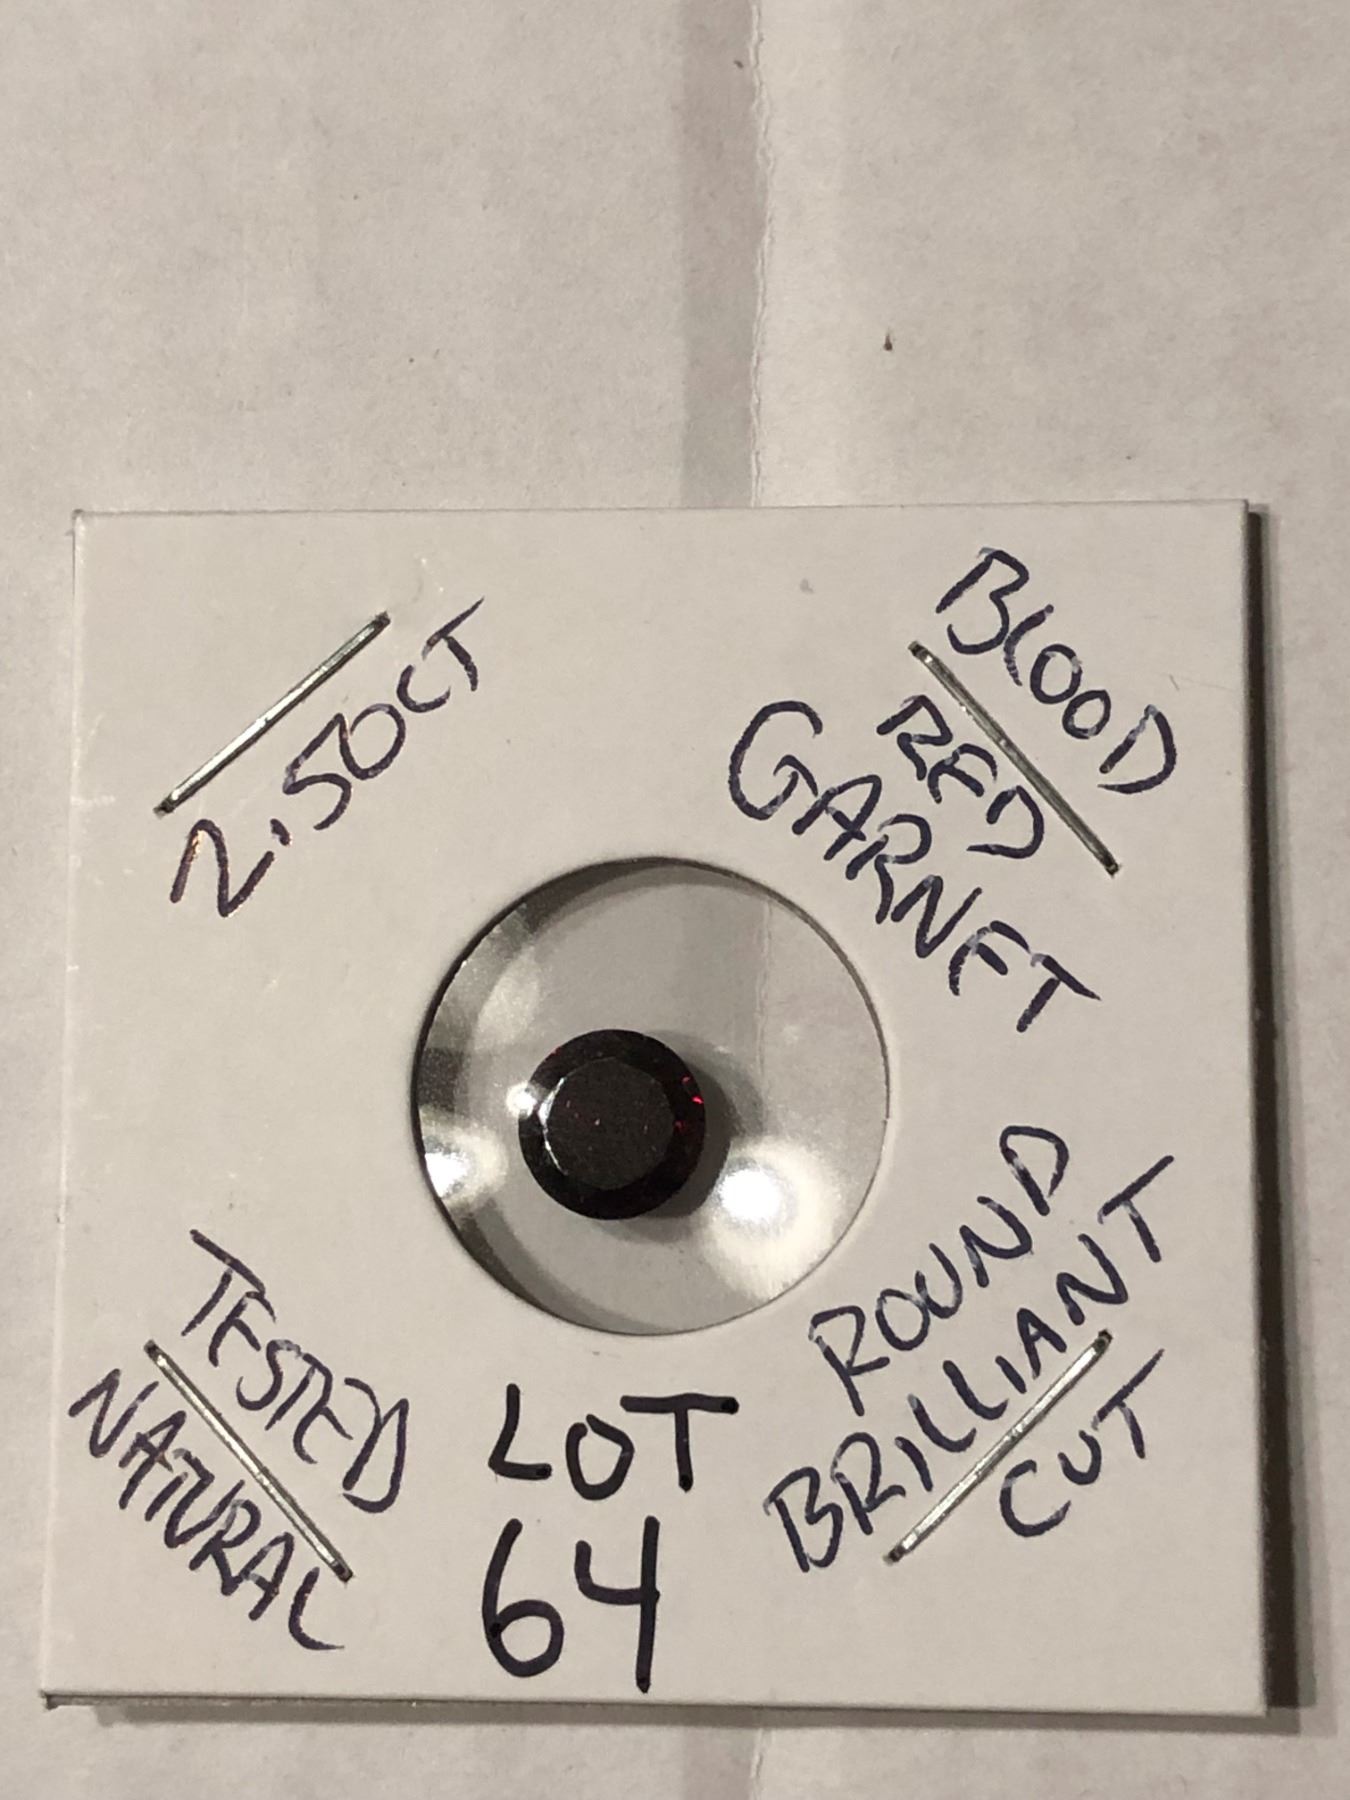 2.50CT
BLOOD
RED
GARNET
TESTED
NATURAL
LOT
64
ROUND
BRILLIANT
CUT